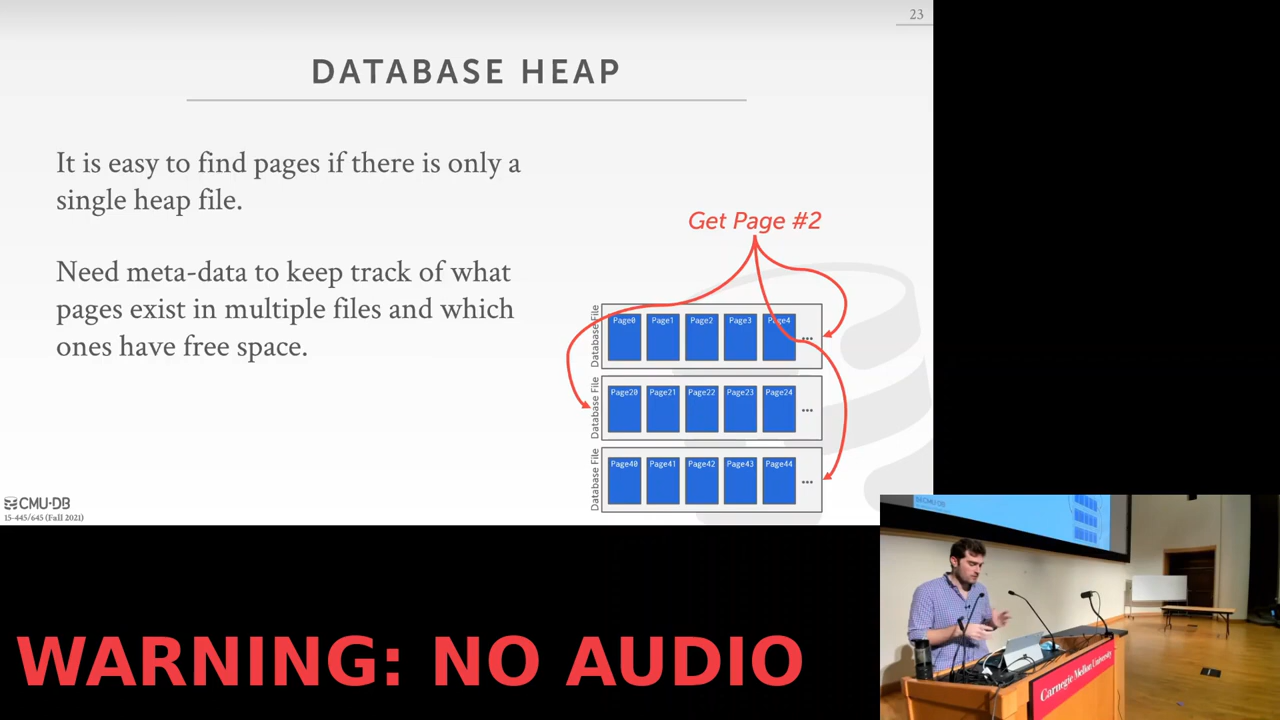 23
DATABASE HEAP
It is easy to find pages if there is only a
single heap file.
Need meta-data to keep track of what
pages exist in multiple files and which
ones have free space.
Get Page #2
Database File
Page0 Page1 Page2 Page3 Page4 ...
Database File
Page20 Page21 Page22 Page23 Page24 ...
Database File
Page40 Page41 Page42 Page43 Page44 ...
CMU·DB
15-445/645 (Fall 2021)
WARNING: NO AUDIO
Carnegie Mellon University